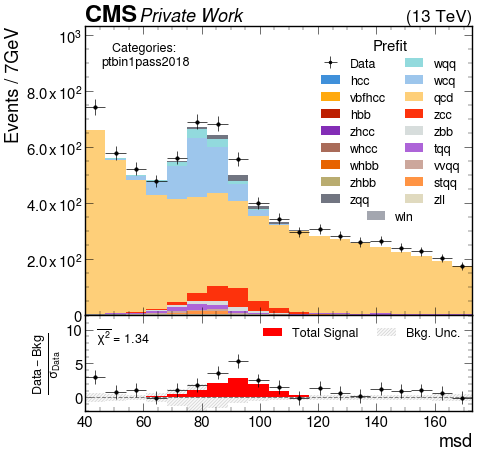 CMS Private Work (13 TeV)
Events / 7GeV
10³
8.0 x 10²
6.0 x 10²
4.0 x 10²
2.0 x 10²
0
Categories:
ptbin1pass2018
Prefit
Data
hcc
vbfhcc
hbb
zhcc
whcc
whbb
zhbb
zqq
wqq
wcq
qcd
zcc
zbb
tqq
vvqq
stqq
zll
wln
Data − Bkg
σData
10
5
0
χ² = 1.34
Total Signal
Bkg. Unc.
40 60 80 100 120 140 160
msd